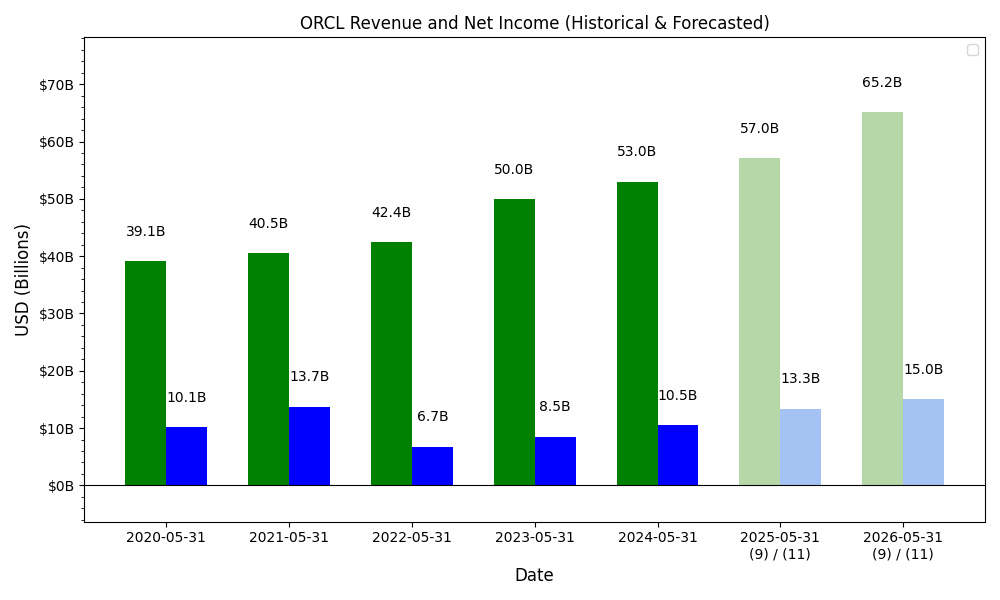 ORCL Revenue and Net Income (Historical & Forecasted)
USD (Billions)
$70B
$60B
$50B
$40B
$30B
$20B
$10B
$0B
39.1B
10.1B
40.5B
13.7B
42.4B
6.7B
50.0B
8.5B
53.0B
10.5B
57.0B
13.3B
65.2B
15.0B
2020-05-31
2021-05-31
2022-05-31
2023-05-31
2024-05-31
2025-05-31
(9) / (11)
2026-05-31
(9) / (11)
Date